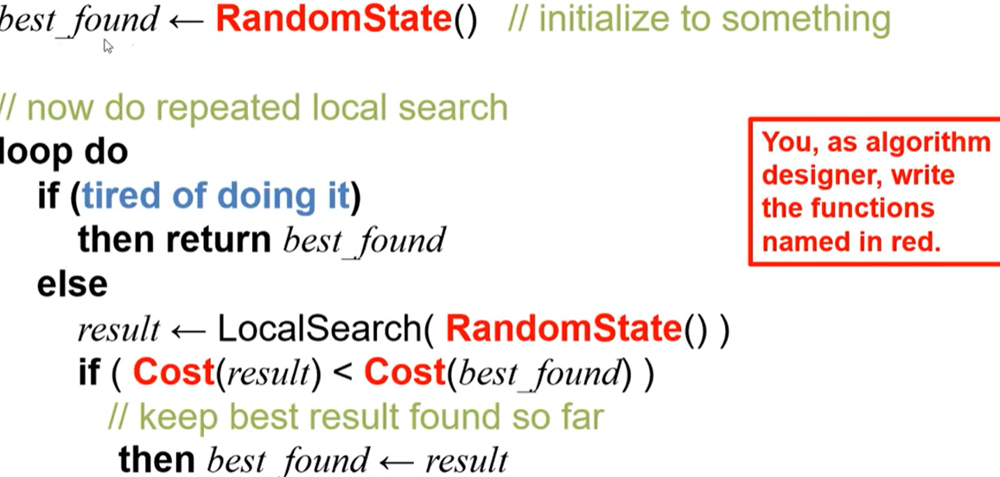 best_found ← RandomState() // initialize to something
// now do repeated local search
loop do
if (tired of doing it)
then return best_found
else
result ← LocalSearch( RandomState() )
if ( Cost(result) < Cost(best_found) )
// keep best result found so far
then best_found ← result
You, as algorithm
designer, write
the functions
named in red.